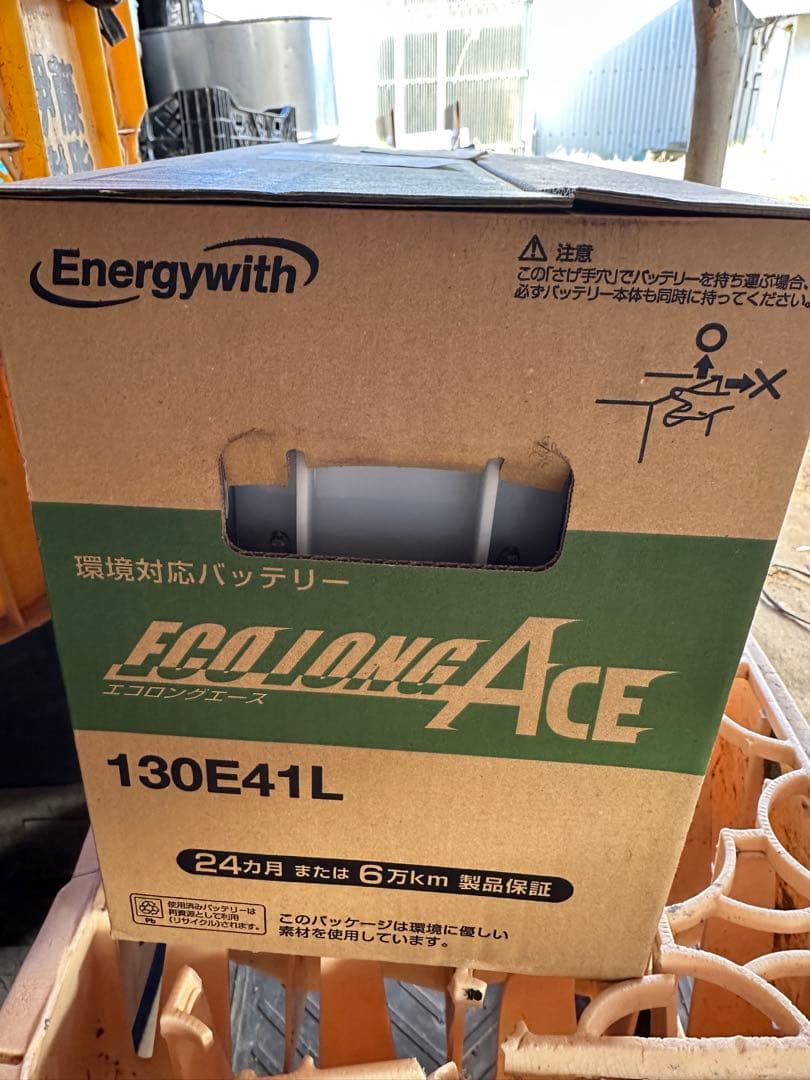 Energywith
注意
この「さげ手穴」でバッテリーを持ち運ぶ場合、
必ずバッテリー本体も同時に持ってください。
環境対応バッテリー
ECO LONG ACE
エコロングエース
130E41L
24カ月 または 6万km 製品保証
Pb
使用済みバッテリーは
再資源として利用
(リサイクル)されます。
このパッケージは環境に優しい
素材を使用しています。